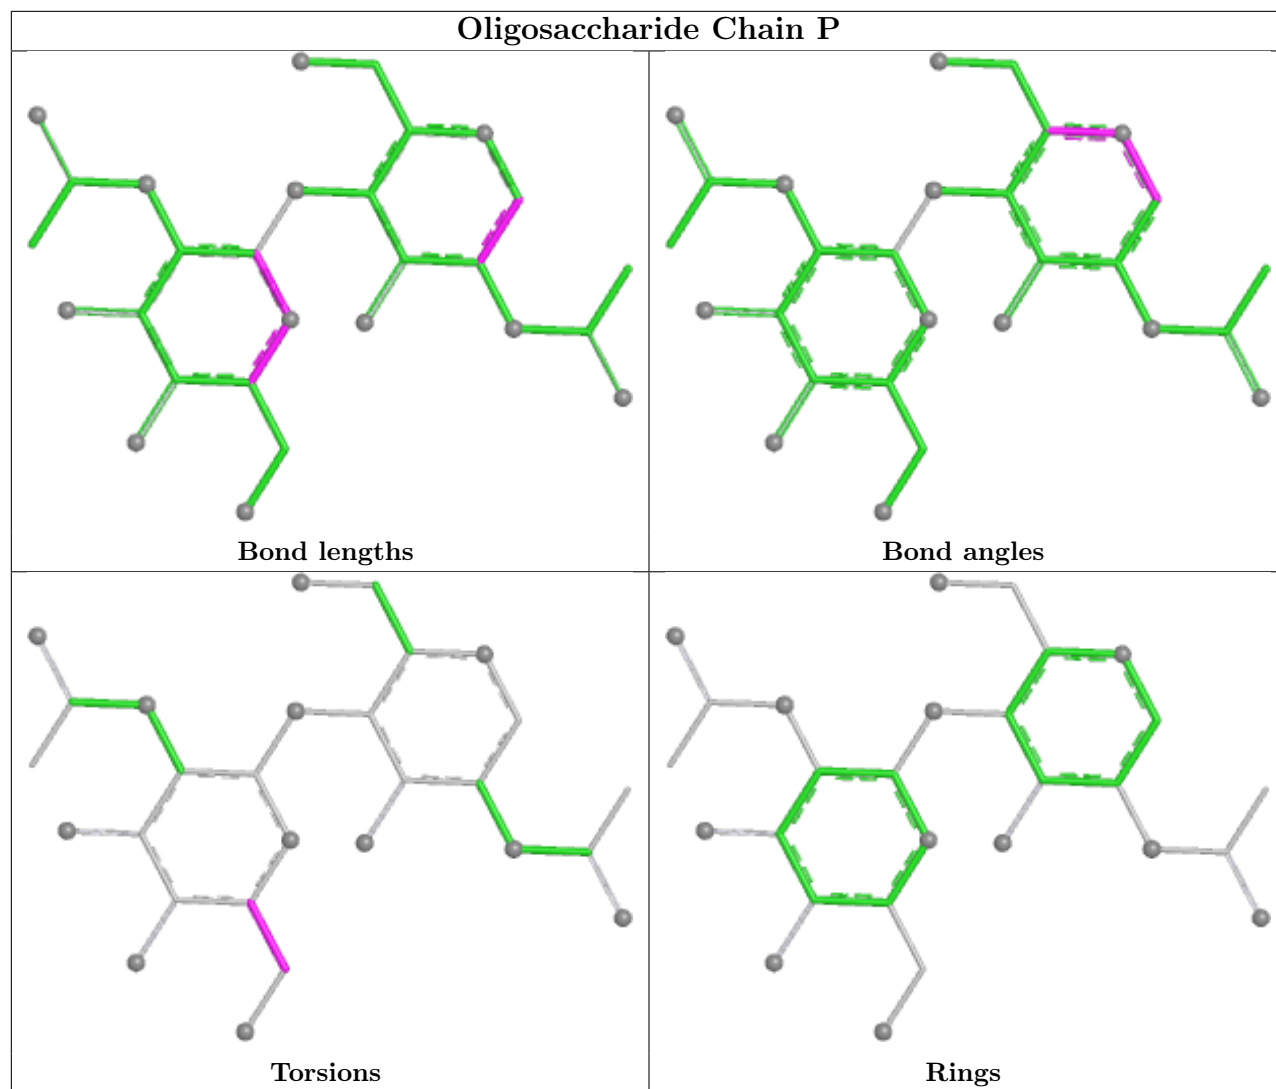 Oligosaccharide Chain P
Bond lengths
Bond angles
Torsions
Rings